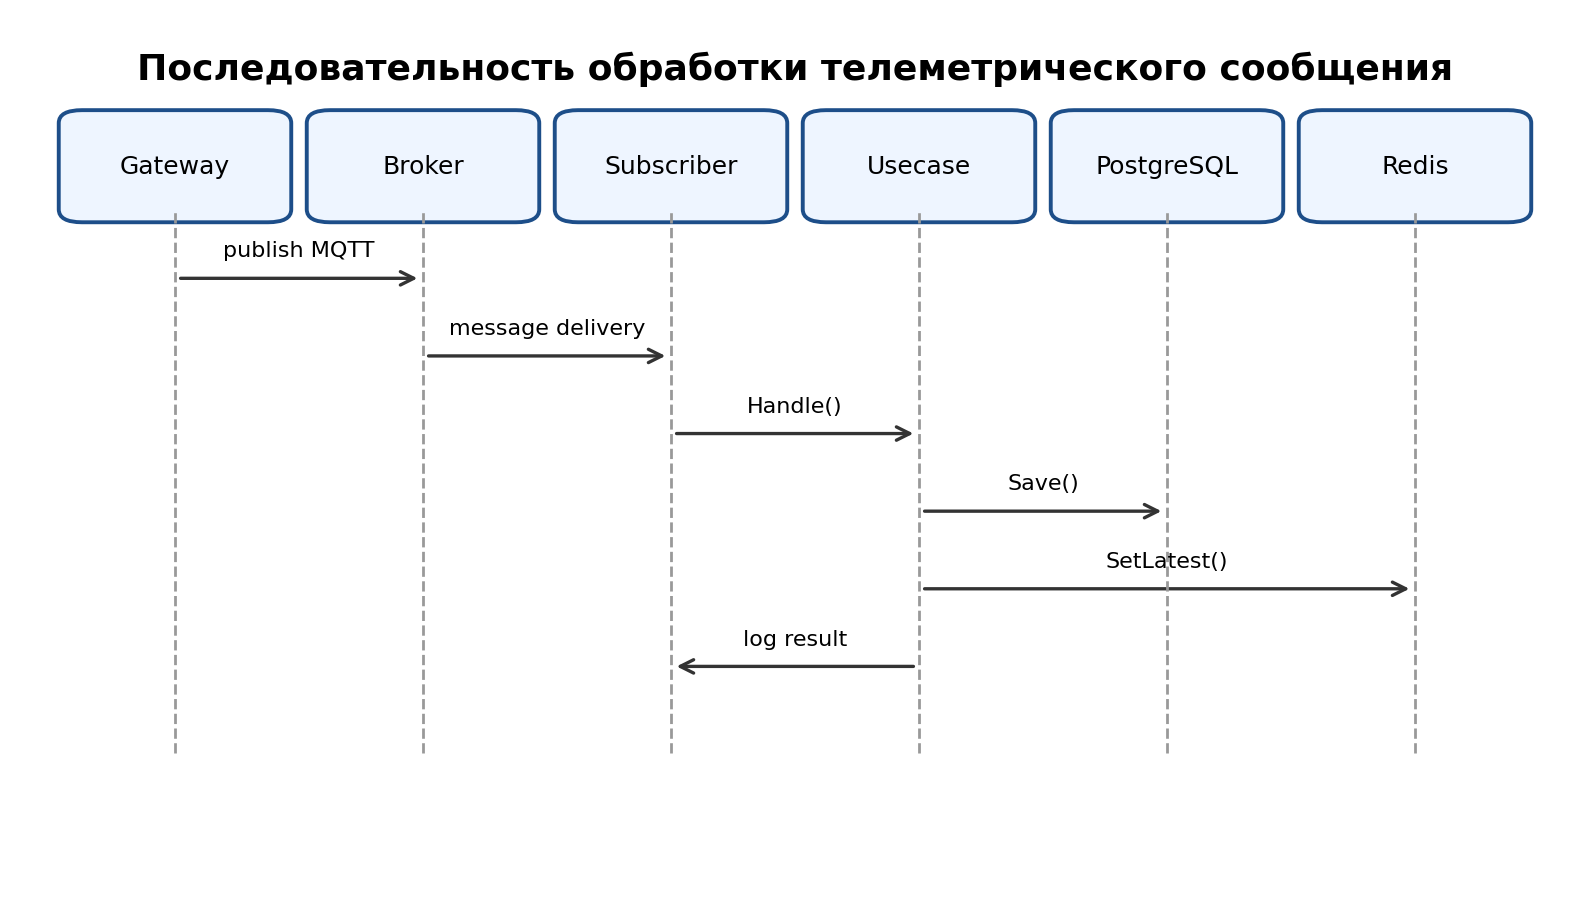 Последовательность обработки телеметрического сообщения
Gateway
Broker
Subscriber
Usecase
PostgreSQL
Redis
publish MQTT
message delivery
Handle()
Save()
SetLatest()
log result